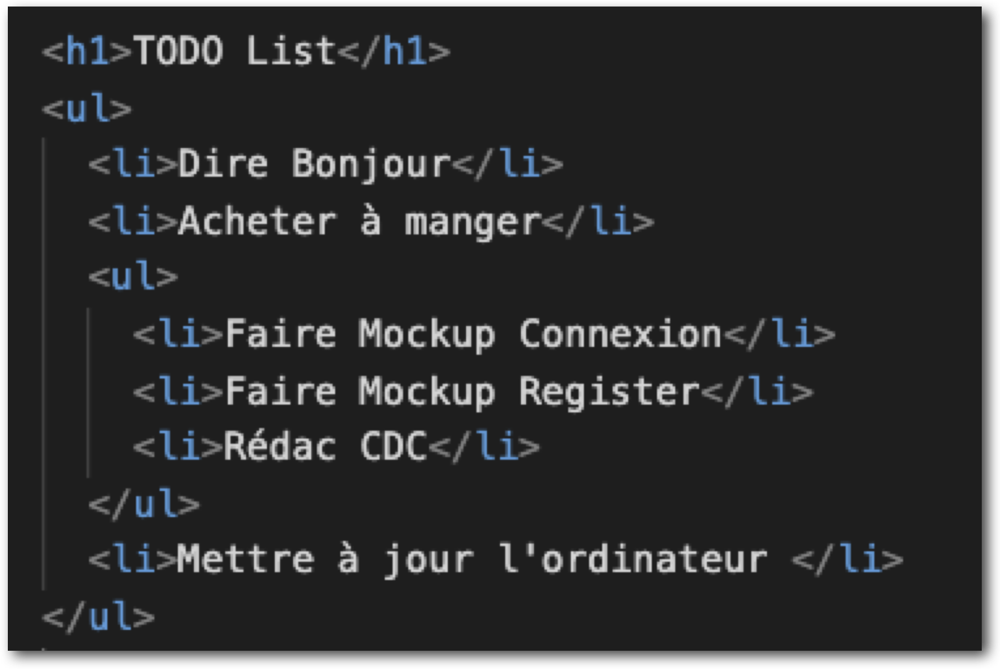 <h1>TODO List</h1>
<ul>
<li>Dire Bonjour</li>
<li>Acheter à manger</li>
<ul>
<li>Faire Mockup Connexion</li>
<li>Faire Mockup Register</li>
<li>Rédac CDC</li>
</ul>
<li>Mettre à jour l'ordinateur </li>
</ul>